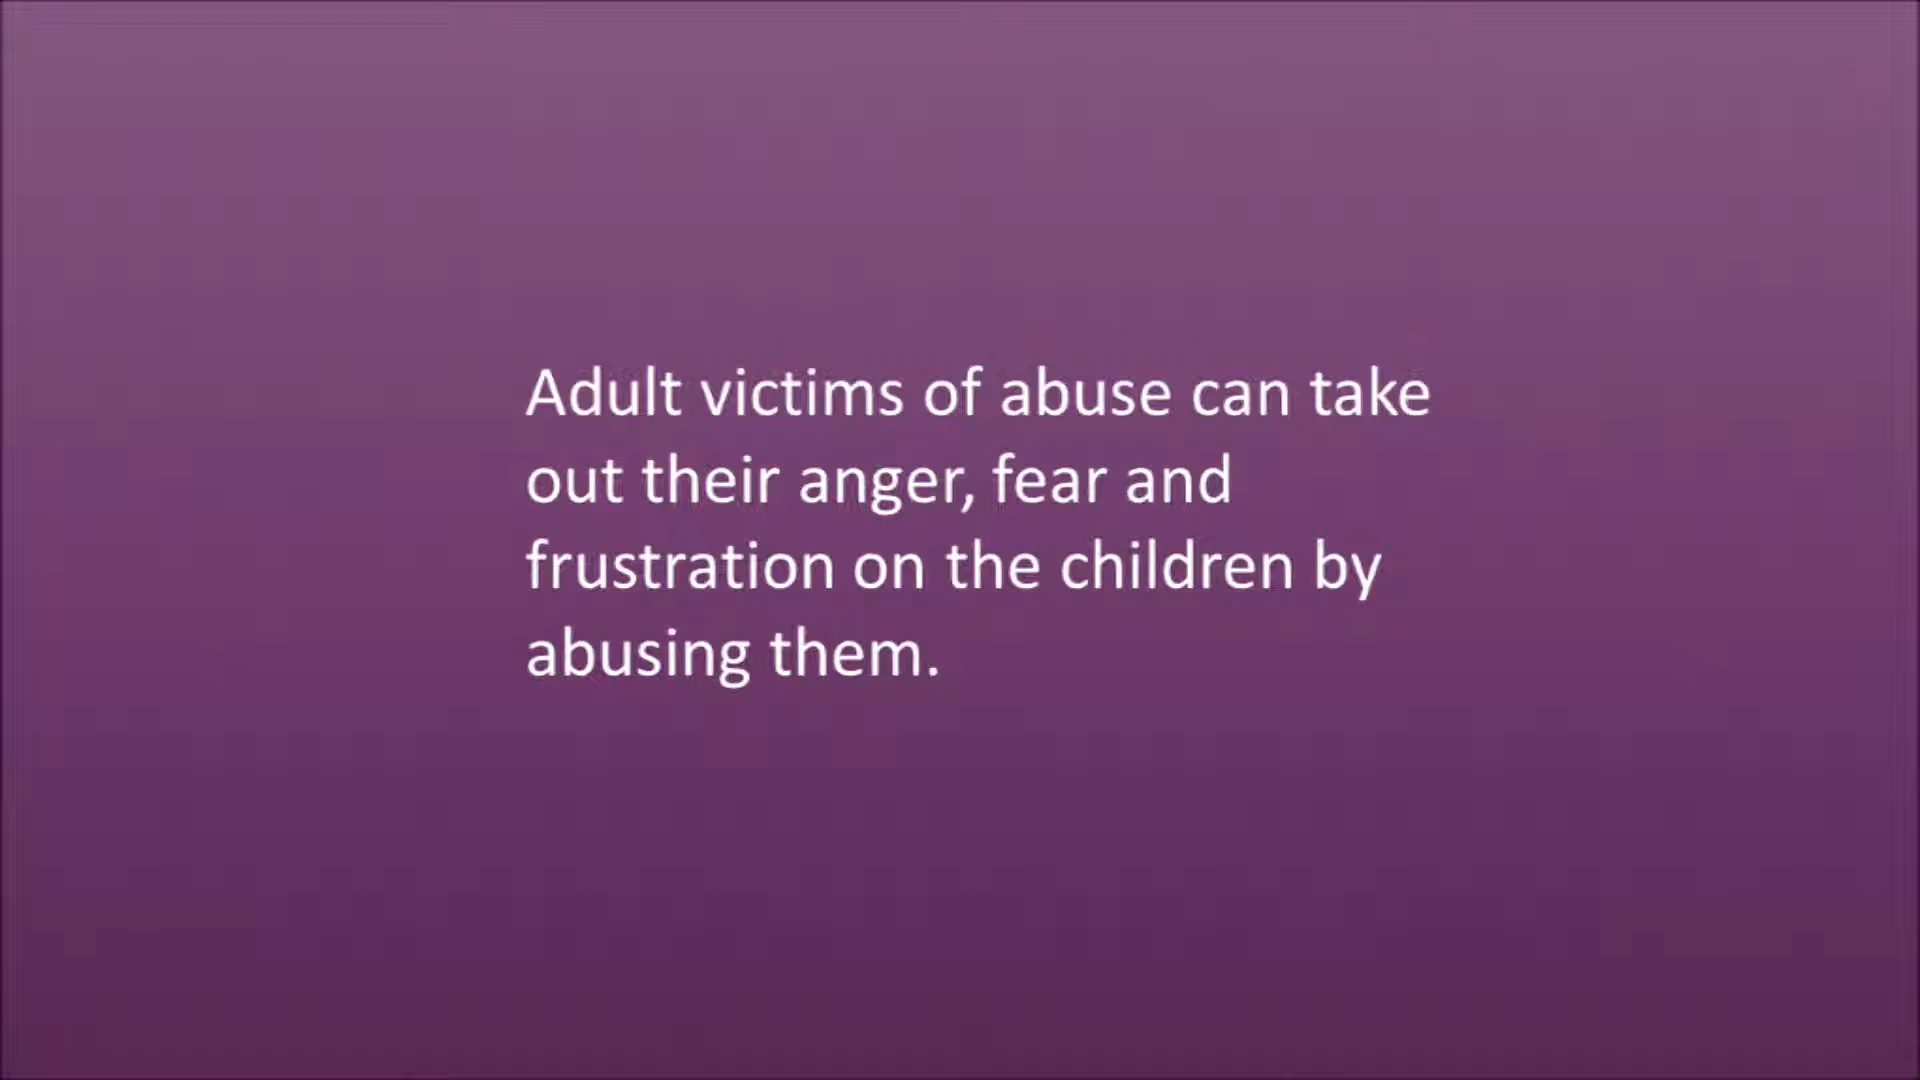 Adult victims of abuse can take
out their anger, fear and
frustration on the children by
abusing them.